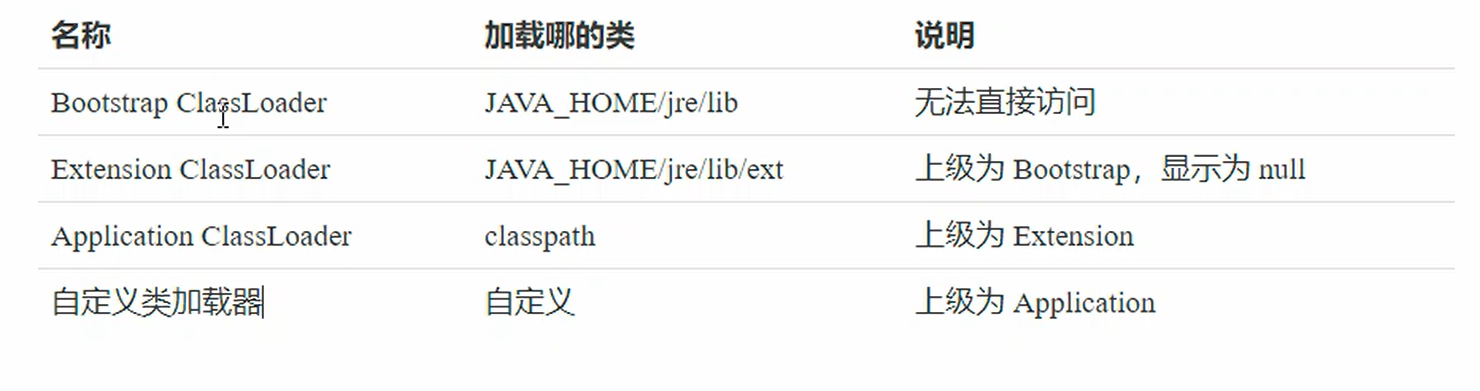 名称 加载哪的类 说明
Bootstrap ClassLoader JAVA_HOME/jre/lib 无法直接访问
Extension ClassLoader JAVA_HOME/jre/lib/ext 上级为 Bootstrap，显示为 null
Application ClassLoader classpath 上级为 Extension
自定义类加载器 自定义 上级为 Application